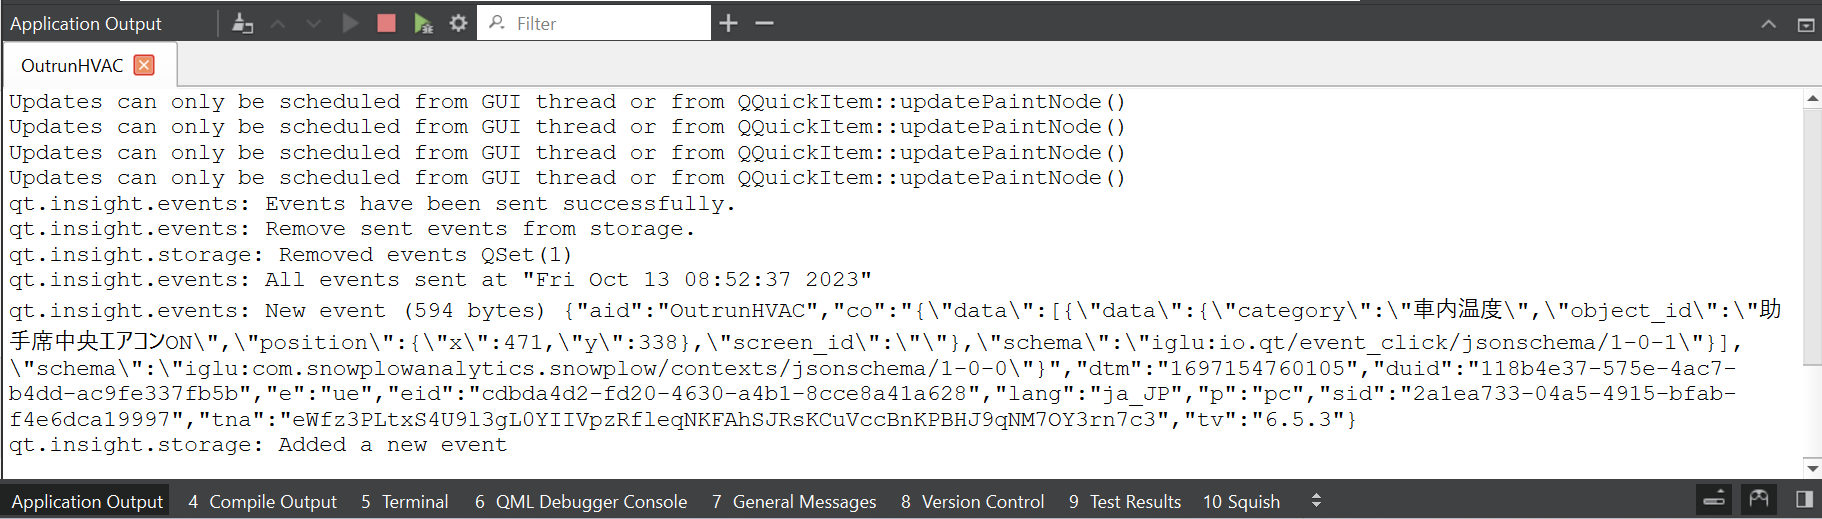 Application Output
Filter
OutrunHVAC
Updates can only be scheduled from GUI thread or from QQuickItem::updatePaintNode()
Updates can only be scheduled from GUI thread or from QQuickItem::updatePaintNode()
Updates can only be scheduled from GUI thread or from QQuickItem::updatePaintNode()
Updates can only be scheduled from GUI thread or from QQuickItem::updatePaintNode()
qt.insight.events: Events have been sent successfully.
qt.insight.events: Remove sent events from storage.
qt.insight.storage: Removed events QSet(1)
qt.insight.events: All events sent at "Fri Oct 13 08:52:37 2023"
qt.insight.events: New event (594 bytes) {"aid":"OutrunHVAC","co":"{\"data\":[{\"data\":{\"category\":\"車内温度\",\"object_id\":\"助
手席中央エアコンON\",\"position\":{\"x\":471,\"y\":338},\"screen_id\":\"\"},\"schema\":\"iglu:io.qt/event_click/jsonschema/1-0-1\"}],
\"schema\":\"iglu:com.snowplowanalytics.snowplow/contexts/jsonschema/1-0-0\"}","dtm":"1697154760105","duid":"118b4e37-575e-4ac7-
b4dd-ac9fe337fb5b","e":"ue","eid":"cdbda4d2-fd20-4630-a4b1-8cce8a41a628","lang":"ja_JP","p":"pc","sid":"2a1ea733-04a5-4915-bfab-
f4e6dca19997","tna":"eWfz3PLtxS4U9l3gL0YIIVpzRfleqNKFAhSJRsKCuVccBnKPBHJ9qNM7OY3rn7c3","tv":"6.5.3"}
qt.insight.storage: Added a new event
Application Output 4 Compile Output 5 Terminal 6 QML Debugger Console 7 General Messages 8 Version Control 9 Test Results 10 Squish